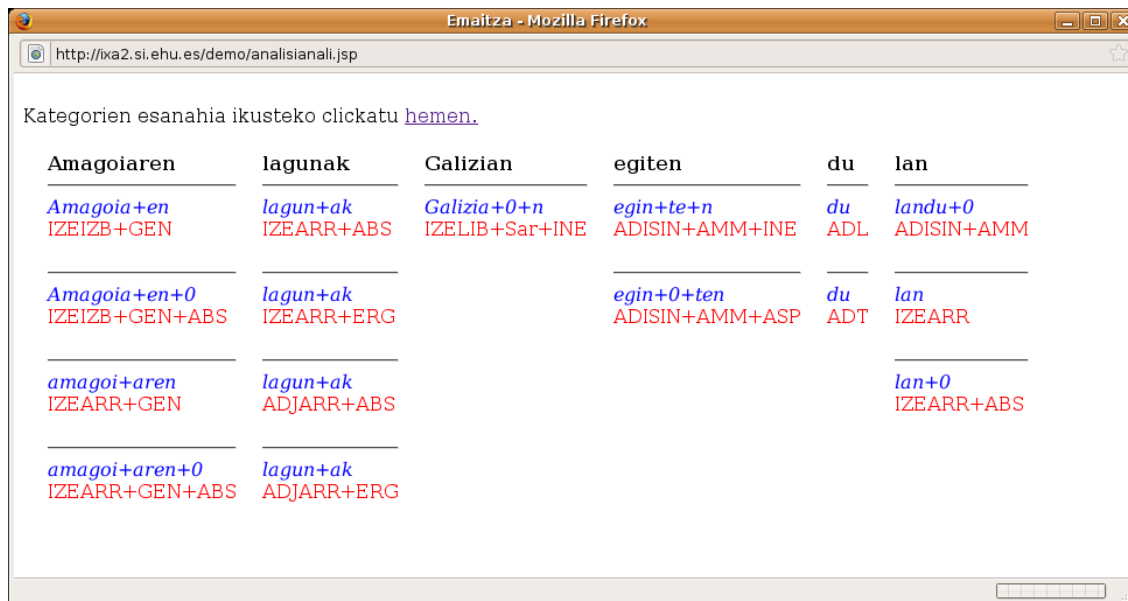 Emaitza - Mozilla Firefox
http://ixa2.si.ehu.es/demo/analisianali.jsp
Kategorien esanahia ikusteko clickatu hemen.
Amagoiaren lagunak Galizian egiten du lan
Amagoia+en lagun+ak Galizia+0+n egin+te+n du landu+0
IZEIZB+GEN IZEARR+ABS IZELIB+Sar+INE ADISIN+AMM+INE ADL ADISIN+AMM
Amagoia+en+0 lagun+ak egin+0+ten du lan
IZEIZB+GEN+ABS IZEARR+ERG ADISIN+AMM+ASP ADT IZEARR
amagoi+aren lagun+ak lan+0
IZEARR+GEN ADJARR+ABS IZEARR+ABS
amagoi+aren+0 lagun+ak
IZEARR+GEN+ABS ADJARR+ERG